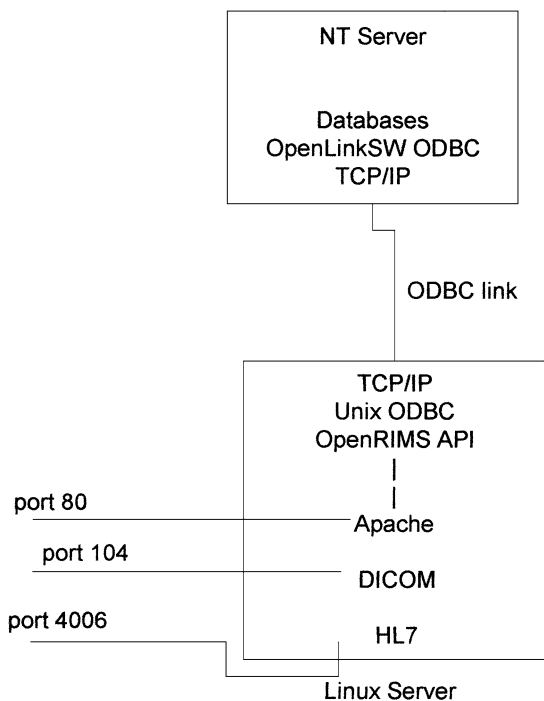 NT Server
Databases
OpenLinkSW ODBC
TCP/IP
ODBC link
TCP/IP
Unix ODBC
OpenRIMS API
port 80
Apache
port 104
DICOM
port 4006
HL7
Linux Server